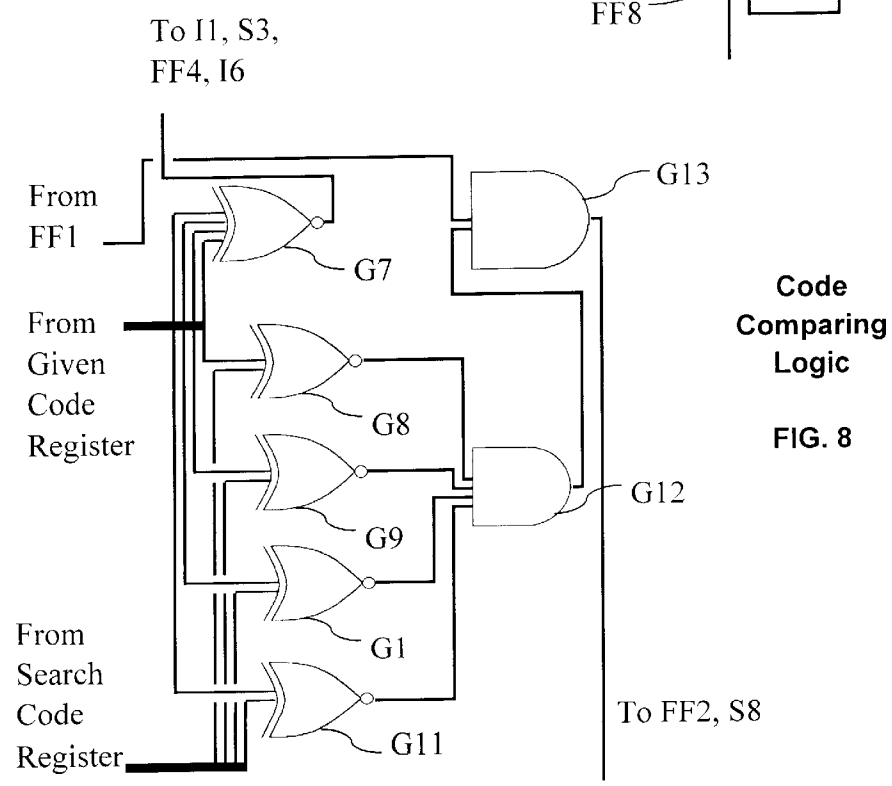 FF8
To I1, S3,
FF4, I6
G13
From
FF1
G7
From
Given
Code
Register
Code
Comparing
Logic
FIG. 8
G8
G12
G9
G1
From
Search
Code
Register
To FF2, S8
G11